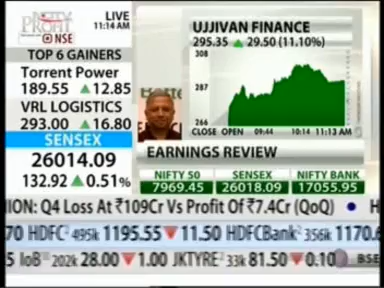 NDTV
PROFIT
NSE
LIVE
11:14 AM
TOP 6 GAINERS
Torrent Power
189.55 ▲ 12.85
VRL LOGISTICS
293.00 ▲ 16.80
SENSEX
26014.09
132.92 ▲ 0.51%
UJJIVAN FINANCE
295.35 ▲ 29.50 (11.10%)
308
287
266
CLOSE OPEN 09:44 10:14 11:13 AM
EARNINGS REVIEW
NIFTY 50 SENSEX NIFTY BANK
7969.45 26018.09 17055.95
ION: Q4 Loss At ₹109Cr Vs Profit Of ₹7.4Cr (QoQ) • H
70 HDFC 495k 1195.55 ▼ 11.50 HDFCBank 356k 1170.6
5 IoB 202k 28.00 ▼ 1.00 JKTYRE 33k 81.50 ▼ 0.10 BSE